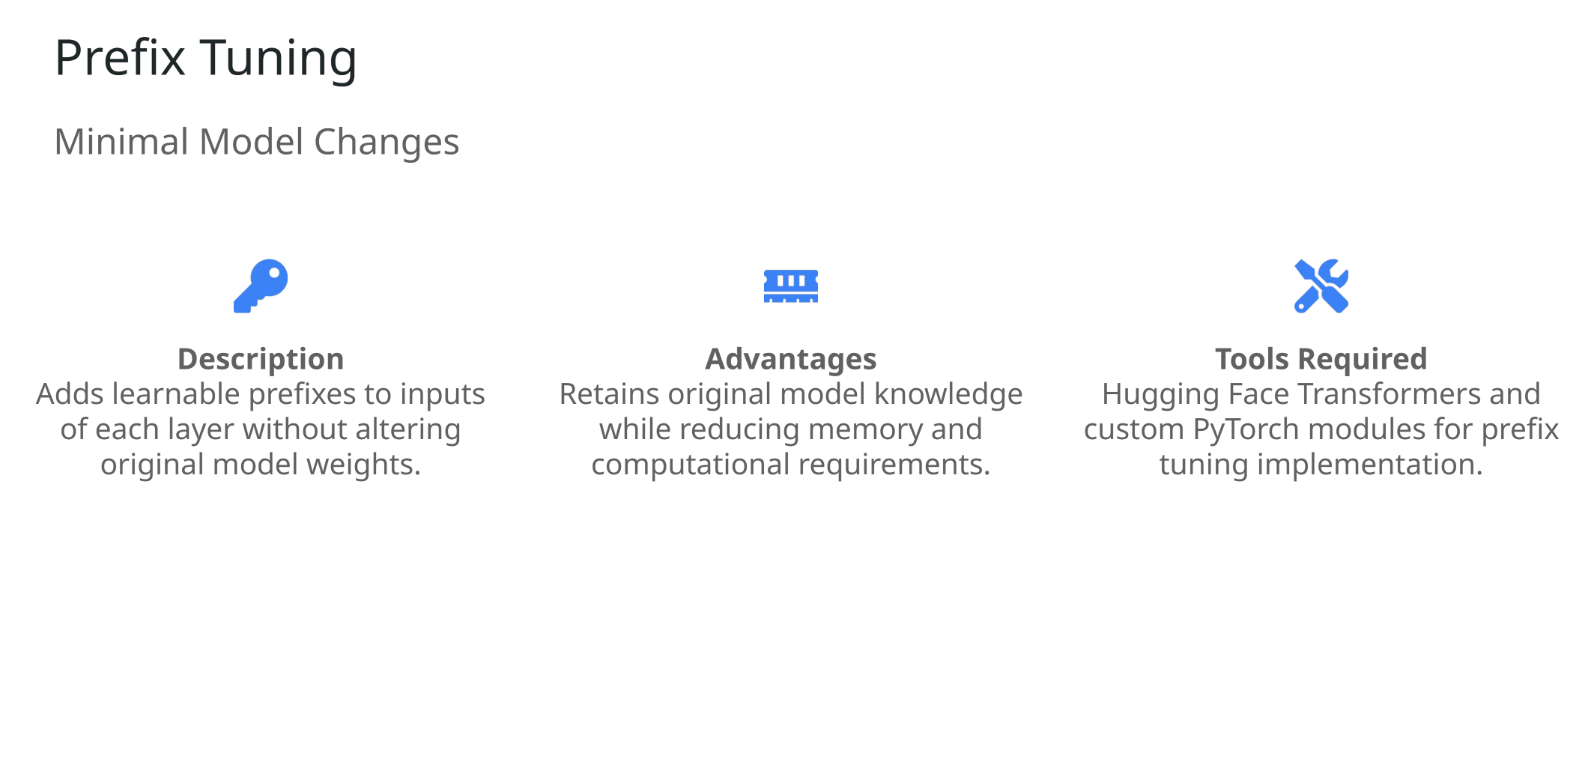 Prefix Tuning
Minimal Model Changes
Description
Adds learnable prefixes to inputs
of each layer without altering
original model weights.
Advantages
Retains original model knowledge
while reducing memory and
computational requirements.
Tools Required
Hugging Face Transformers and
custom PyTorch modules for prefix
tuning implementation.